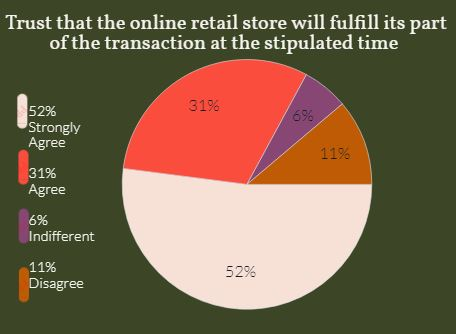 Trust that the online retail store will fulfill its part
of the transaction at the stipulated time
52%
Strongly
Agree
31%
Agree
6%
Indifferent
11%
Disagree
31%
6%
11%
52%